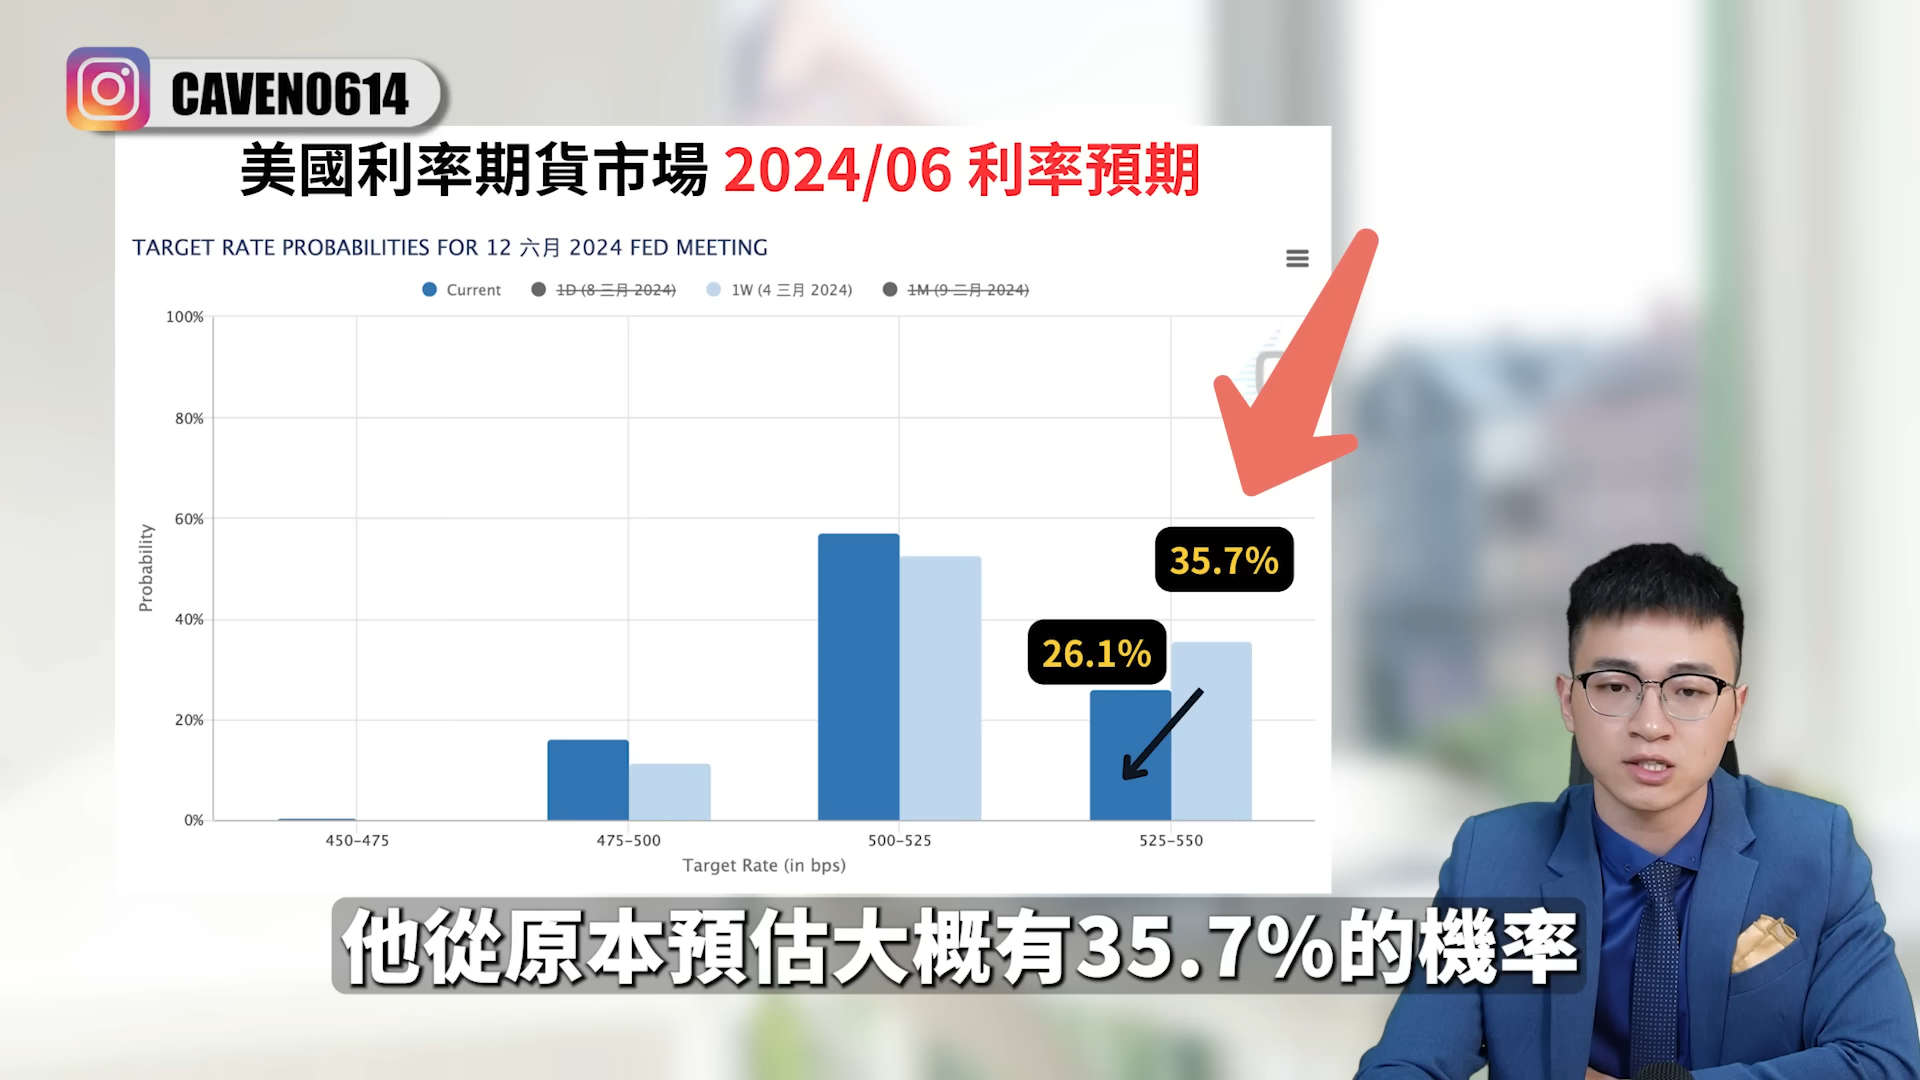 CAVEN0614
美國利率期貨市場 2024/06 利率預期
TARGET RATE PROBABILITIES FOR 12 六月 2024 FED MEETING
Current 1D (8 三月 2024) 1W (4 三月 2024) 1M (9 二月 2024)
100%
80%
60%
40%
20%
0%
Probability
35.7%
26.1%
450–475 475–500 500–525 525–550
Target Rate (in bps)
他從原本預估大概有35.7%的機率